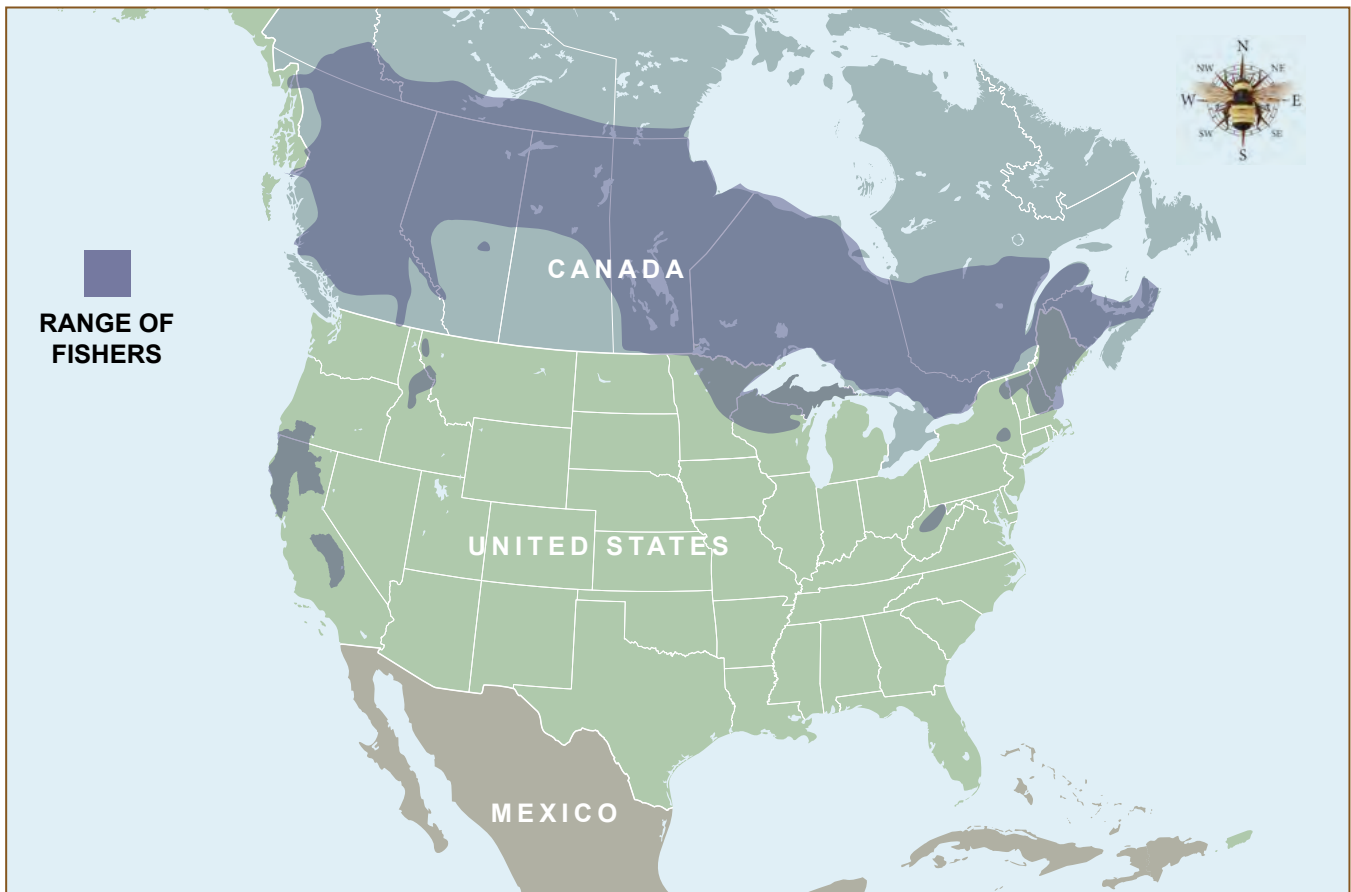 N
NW
NE
W
E
SW
SE
S
CANADA
RANGE OF
FISHERS
UNITED STATES
MEXICO